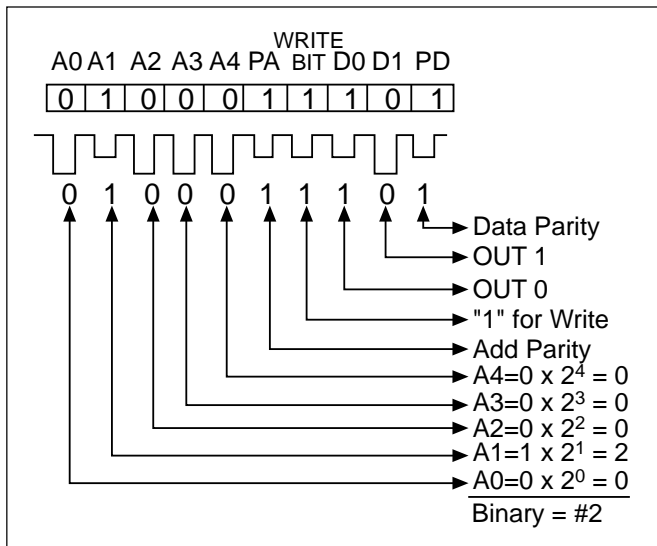 WRITE
A0 A1 A2 A3 A4 PA BIT D0 D1 PD
0 1 0 0 0 1 1 1 0 1
0 1 0 0 0 1 1 1 0 1
Data Parity
OUT 1
OUT 0
"1" for Write
Add Parity
A4=0 x 2⁴ = 0
A3=0 x 2³ = 0
A2=0 x 2² = 0
A1=1 x 2¹ = 2
A0=0 x 2⁰ = 0
Binary = #2